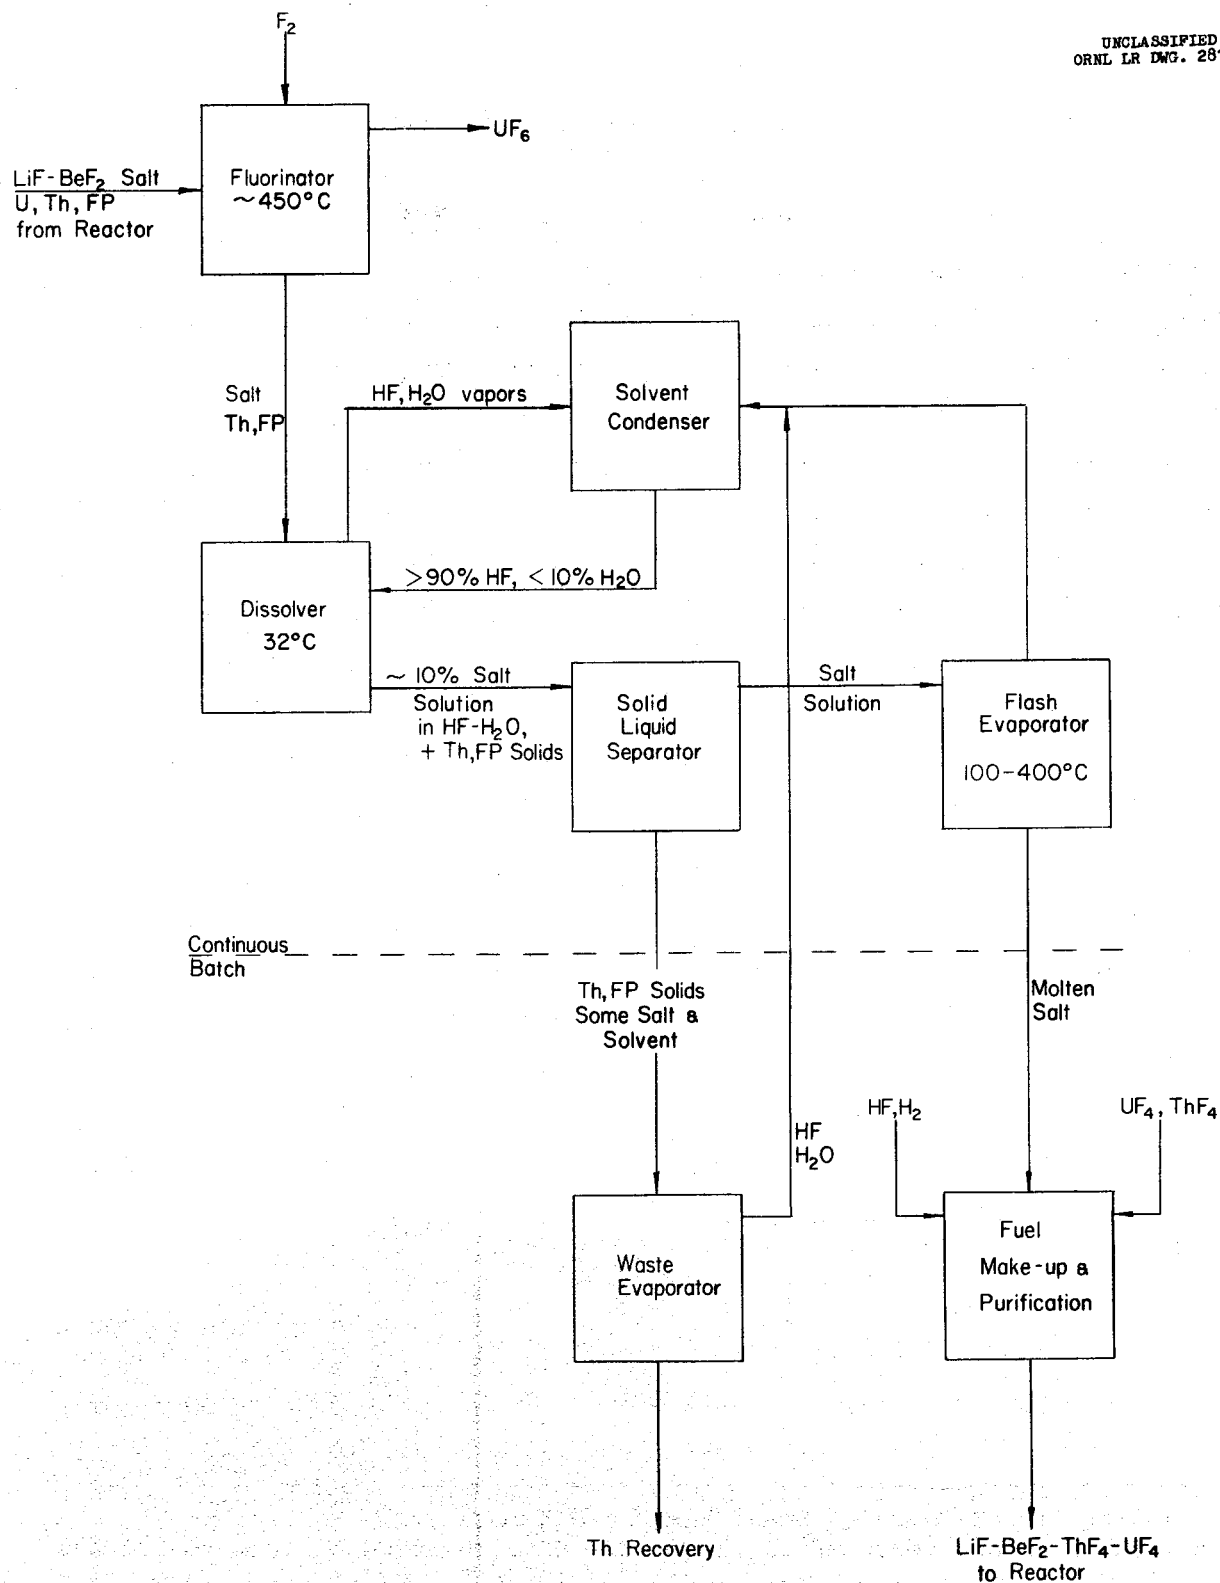 F₂
UNCLASSIFIED
ORNL LR DWG. 28
UF₆
LiF-BeF₂ Salt
U, Th, FP
from Reactor
Fluorinator
~450°C
Salt
Th,FP
HF, H₂O vapors
Solvent
Condenser
>90% HF, <10% H₂O
Dissolver
32°C
~ 10% Salt
Solution
in HF-H₂O,
+ Th,FP Solids
Solid
Liquid
Separator
Salt
Solution
Flash
Evaporator
100-400°C
Continuous
Batch
Th, FP Solids
Some Salt &
Solvent
Molten
Salt
HF
H₂O
HF,H₂
UF₄, ThF₄
Waste
Evaporator
Fuel
Make-up &
Purification
Th Recovery
LiF-BeF₂-ThF₄-UF₄
to Reactor